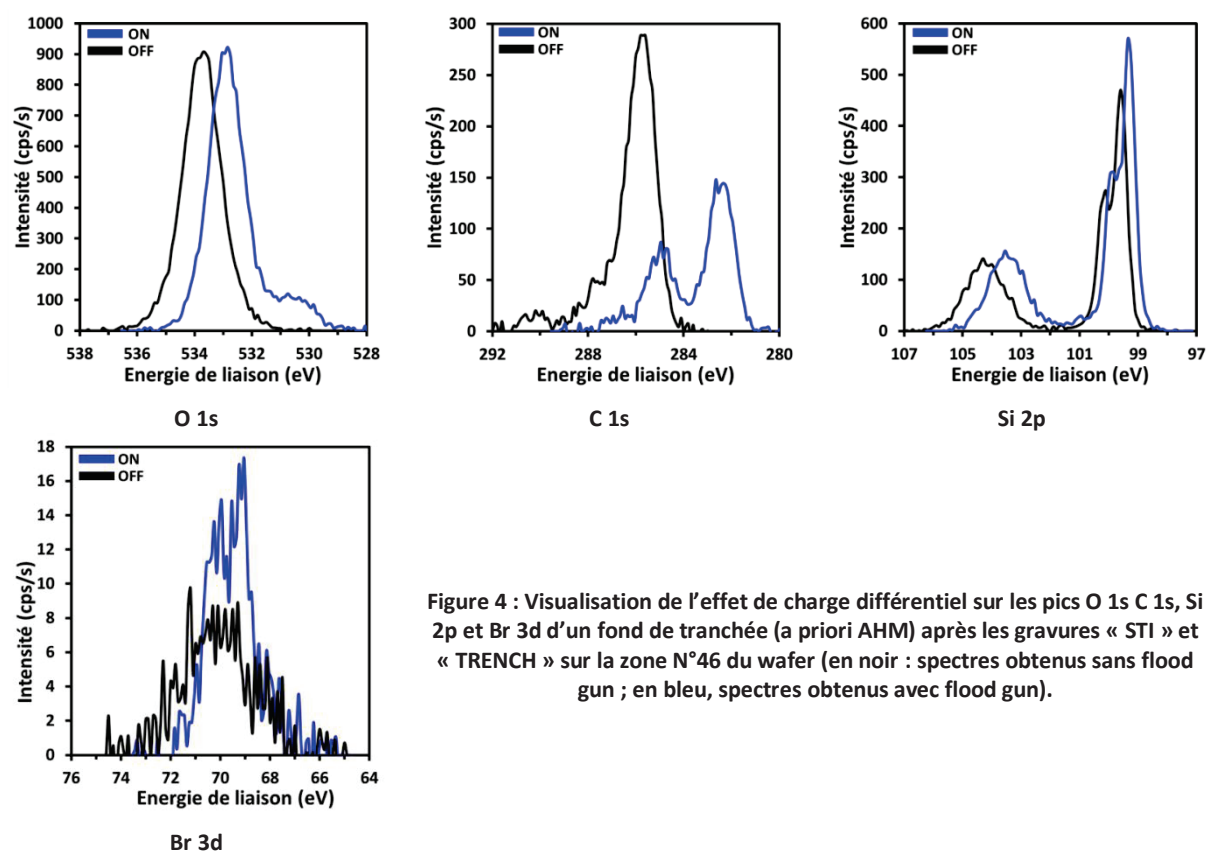 1000
900
800
700
600
500
400
300
200
100
0
ON
OFF
Intensité (cps/s)
538 536 534 532 530 528
Energie de liaison (eV)
O 1s
300
250
200
150
100
50
0
ON
OFF
Intensité (cps/s)
292 288 284 280
Energie de liaison (eV)
C 1s
600
500
400
300
200
100
0
ON
OFF
Intensité (cps/s)
107 105 103 101 99 97
Energie de liaison (eV)
Si 2p
18
16
14
12
10
8
6
4
2
0
ON
OFF
Intensité (cps/s)
76 74 72 70 68 66 64
Energie de liaison (eV)
Br 3d
Figure 4 : Visualisation de l’effet de charge différentiel sur les pics O 1s C 1s, Si
2p et Br 3d d’un fond de tranchée (a priori AHM) après les gravures « STI » et
« TRENCH » sur la zone N°46 du wafer (en noir : spectres obtenus sans flood
gun ; en bleu, spectres obtenus avec flood gun).